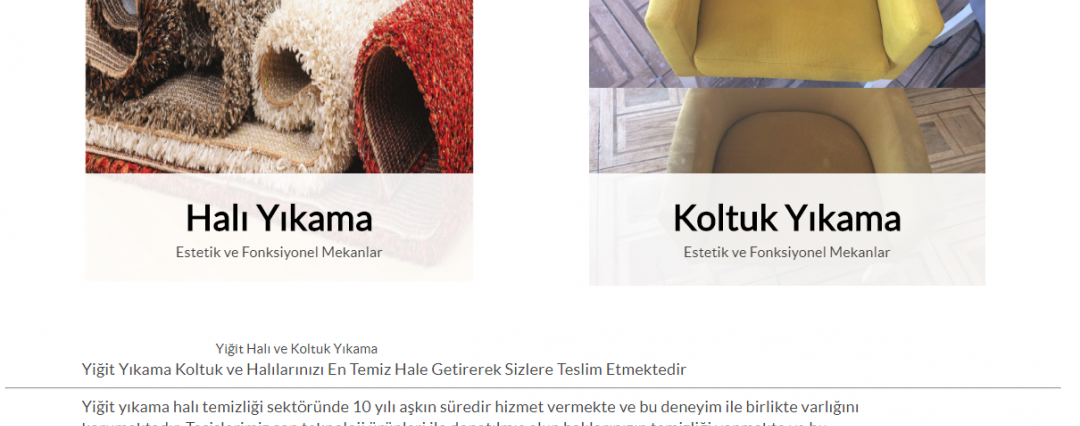 Halı Yıkama
Estetik ve Fonksiyonel Mekanlar
Koltuk Yıkama
Estetik ve Fonksiyonel Mekanlar
Yiğit Halı ve Koltuk Yıkama
Yiğit Yıkama Koltuk ve Halılarınızı En Temiz Hale Getirerek Sizlere Teslim Etmektedir
Yiğit yıkama halı temizliği sektöründe 10 yılı aşkın süredir hizmet vermekte ve bu deneyim ile birlikte varlığını